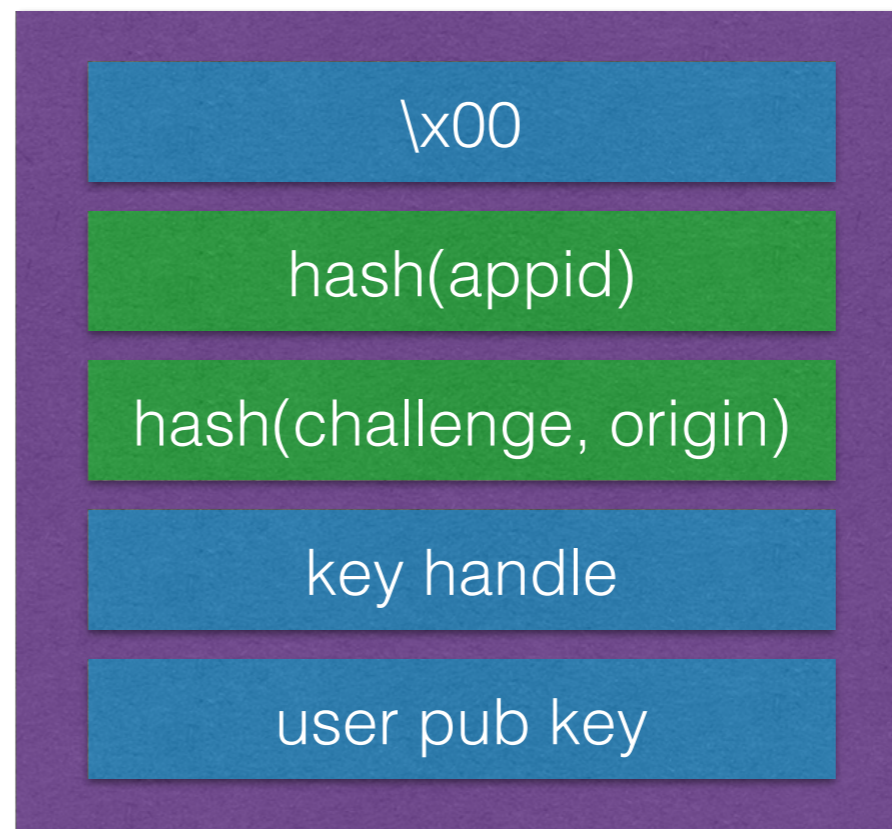 \x00
hash(appid)
hash(challenge, origin)
key handle
user pub key